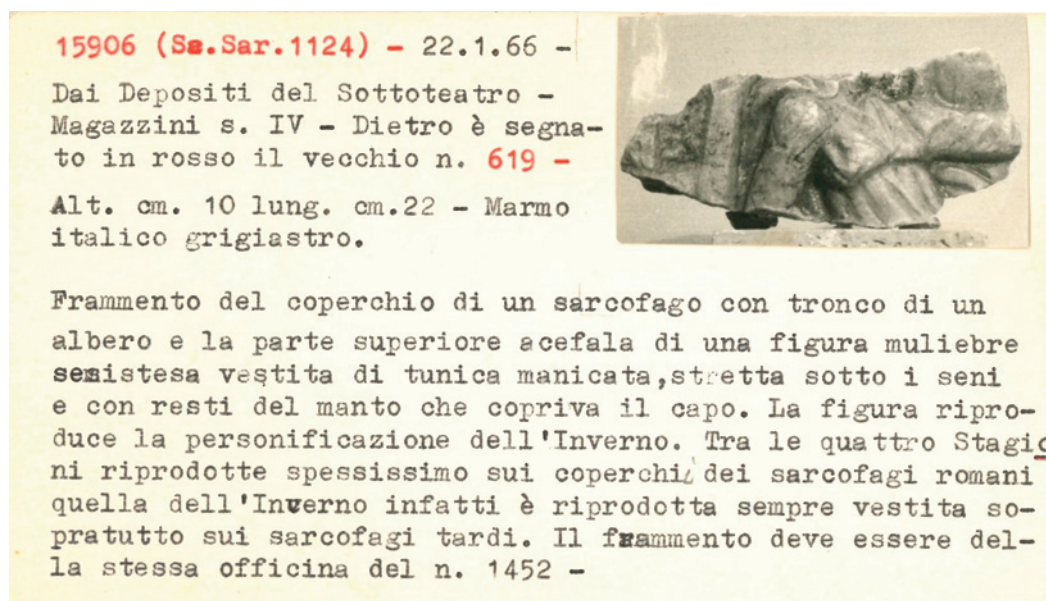 15906 (Sa.Sar.1124) - 22.1.66 -
Dai Depositi del Sottoteatro -
Magazzini s. IV - Dietro è segna-
to in rosso il vecchio n. 619 -
Alt. cm. 10 lung. cm.22 - Marmo
italico grigiastro.
Frammento del coperchio di un sarcofago con tronco di un
albero e la parte superiore acefala di una figura muliebre
semistesa vestita di tunica manicata,stretta sotto i seni
e con resti del manto che copriva il capo. La figura ripro-
duce la personificazione dell'Inverno. Tra le quattro Stagio
ni riprodotte spessissimo sui coperchi dei sarcofagi romani
quella dell'Inverno infatti è riprodotta sempre vestita so-
pratutto sui sarcofagi tardi. Il frammento deve essere del-
la stessa officina del n. 1452 -